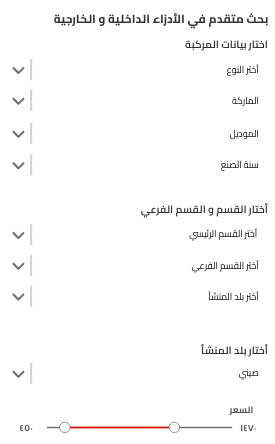 بحث متقدم في الأدزاء الداخلية و الخارجية
اختار بيانات المركبة
أختر النوع
الماركة
الموديل
سنة الصنع
أختار القسم و القسم الفرعي
أختر القسم الرئيسي
أختر القسم الفرعي
أختر بلد المنشأ
أختار بلد المنشأ
صيني
السعر
١٤٧٠ ٤٥٠